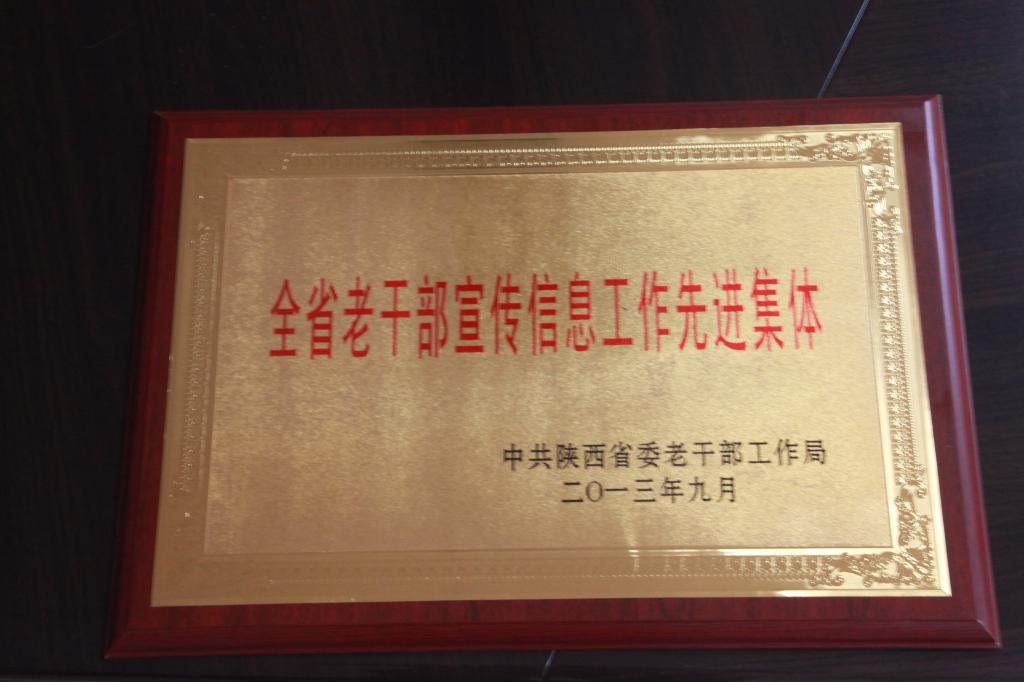 全省老干部宣传信息工作先进集体
中共陕西省委老干部工作局
二〇一三年九月